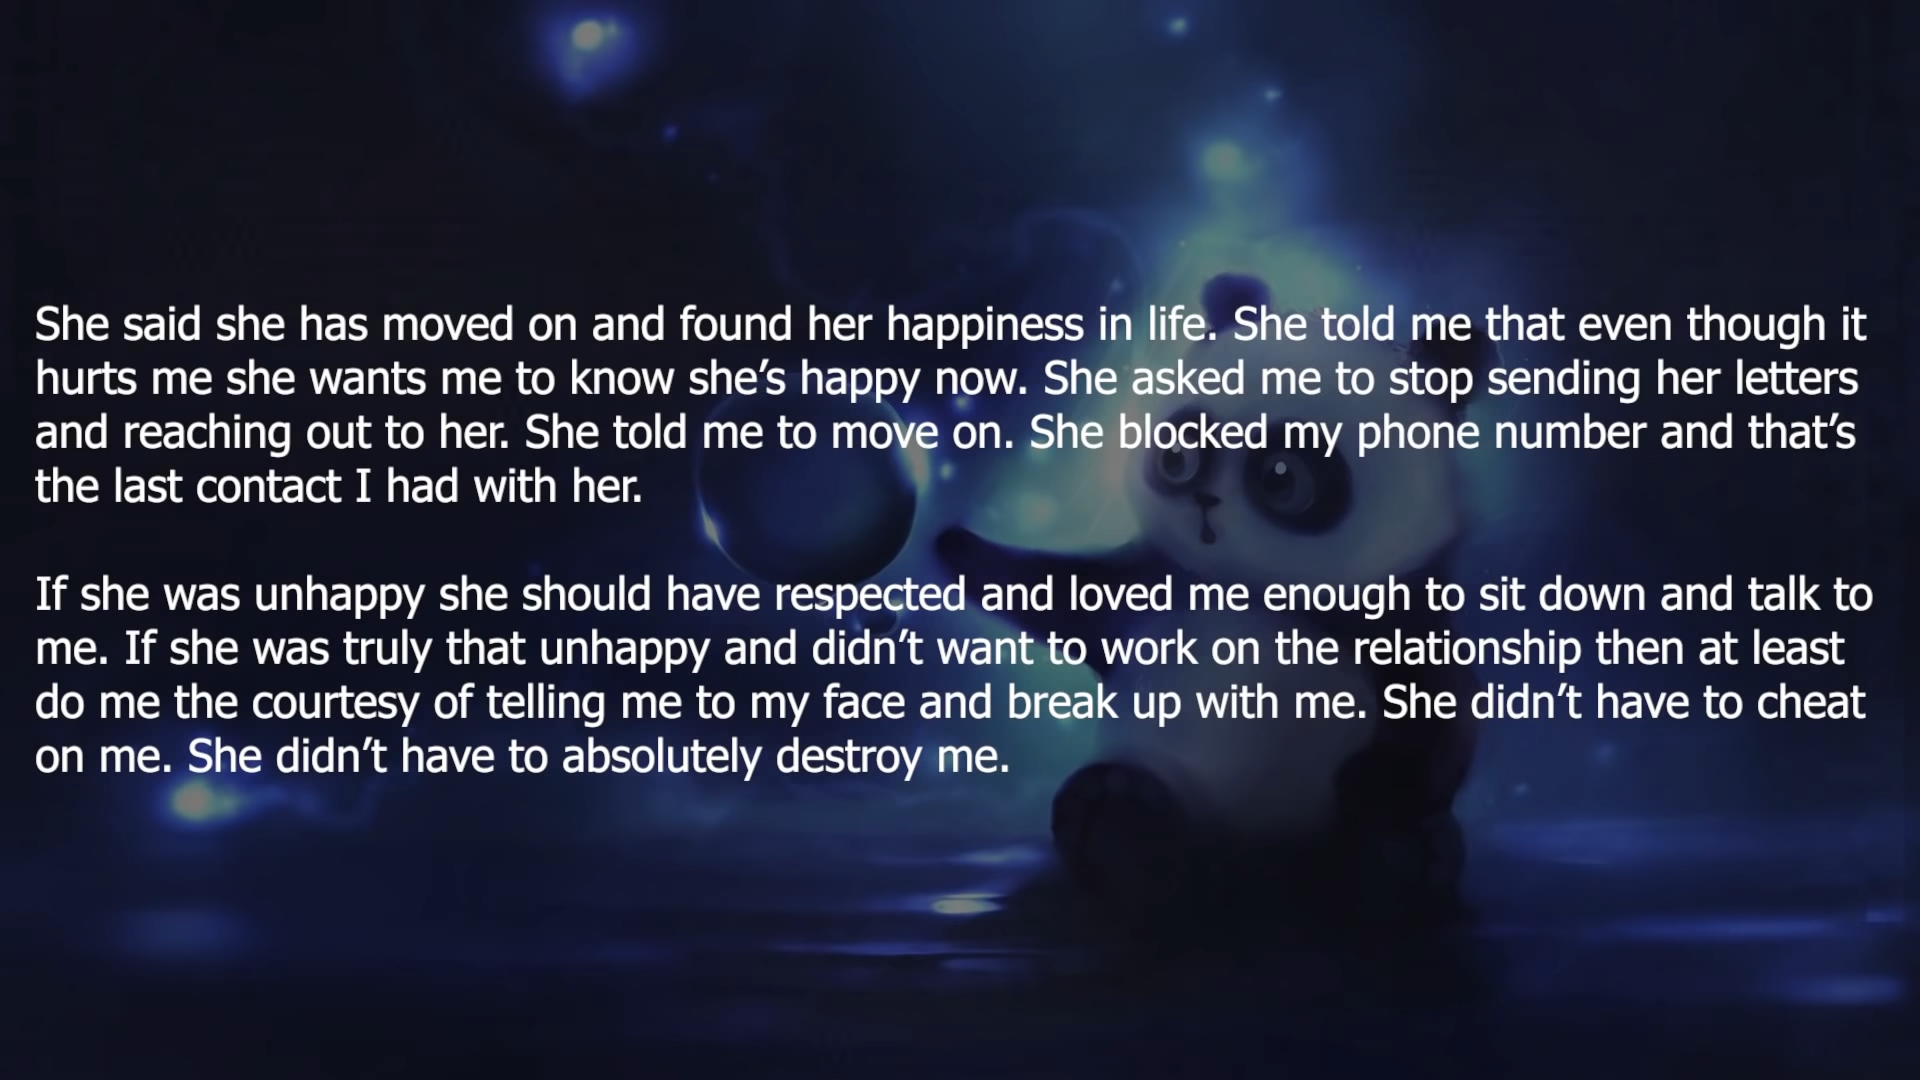 She said she has moved on and found her happiness in life. She told me that even though it
hurts me she wants me to know she’s happy now. She asked me to stop sending her letters
and reaching out to her. She told me to move on. She blocked my phone number and that’s
the last contact I had with her.
If she was unhappy she should have respected and loved me enough to sit down and talk to
me. If she was truly that unhappy and didn’t want to work on the relationship then at least
do me the courtesy of telling me to my face and break up with me. She didn’t have to cheat
on me. She didn’t have to absolutely destroy me.